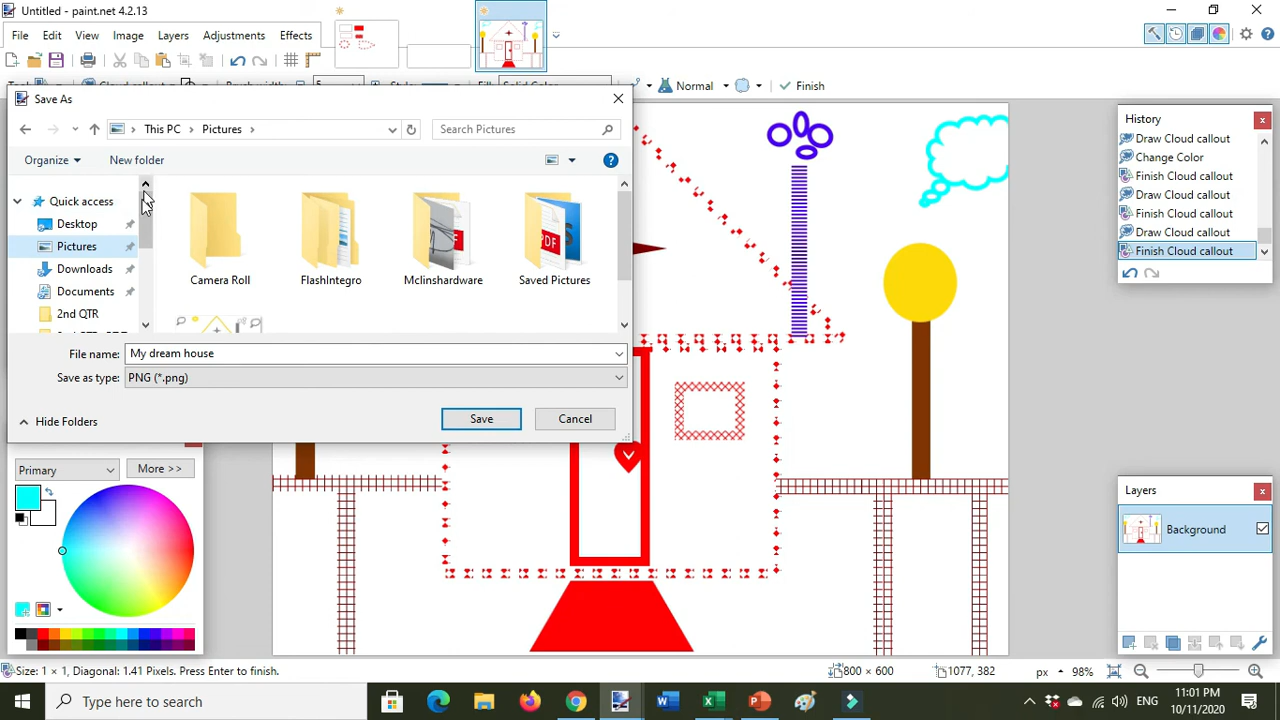 Untitled - paint.net 4.2.13
File Edit View Image Layers Adjustments Effects
Normal Finish
Save As
This PC Pictures Search Pictures
Organize New folder
Quick access
Desktop
Pictures
Downloads
Documents
2nd QTR
Camera Roll
FlashIntegro
Mclinshardware
Saved Pictures
File name: My dream house
Save as type: PNG (*.png)
Hide Folders Save Cancel
History
Draw Cloud callout
Change Color
Finish Cloud callout
Draw Cloud callout
Finish Cloud callout
Draw Cloud callout
Finish Cloud callout
Primary More >>
Layers
Background
Size: 1 × 1, Diagonal: 1.41 Pixels. Press Enter to finish. 800 × 600 1077, 382 px 98%
Type here to search
ENG
11:01 PM
10/11/2020